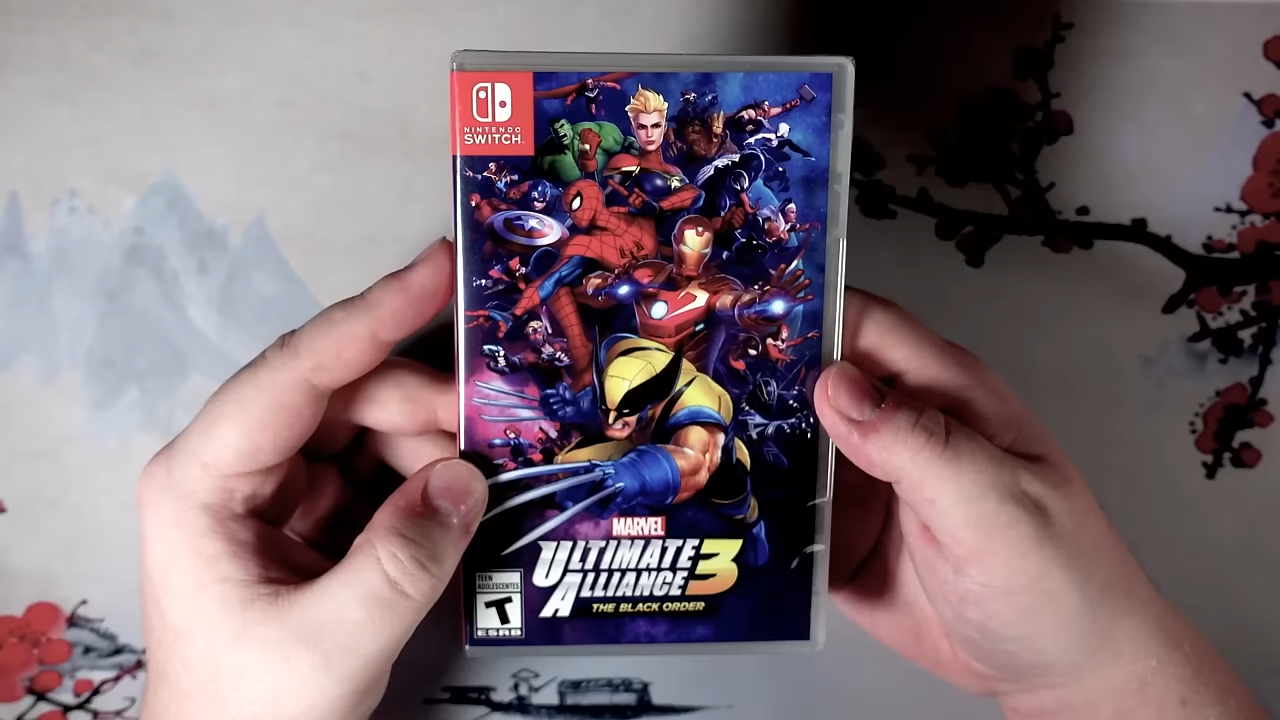 NINTENDO
SWITCH
MARVEL
ULTIMATE
ALLIANCE 3
THE BLACK ORDER
TEEN
ADOLESCENTES
T
ESRB